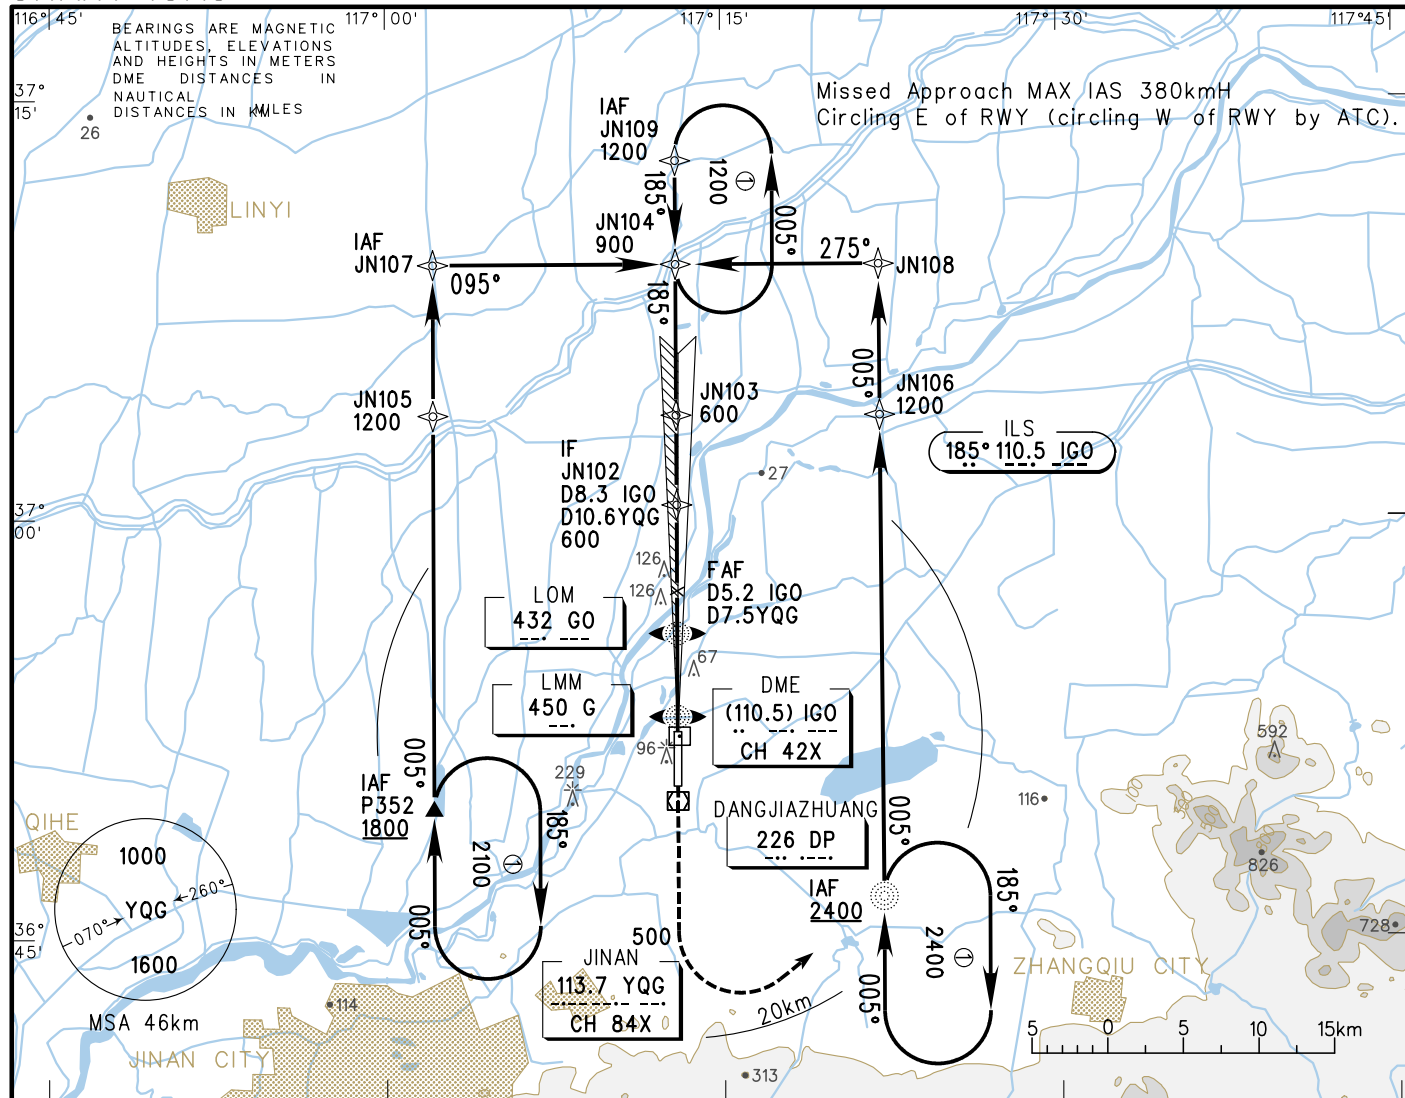 116°45'
117°00'
117°15'
117°30'
117°45'
BEARINGS ARE MAGNETIC
ALTITUDES, ELEVATIONS
AND HEIGHTS IN METERS
DME DISTANCES IN
NAUTICAL MILES
DISTANCES IN KM
37°
15'
26
Missed Approach MAX IAS 380kmH
Circling E of RWY (circling W of RWY by ATC).
IAF
JN109
1200
185°
1200
①
005°
LINYI
JN104
900
IAF
JN107
095°
275°
JN108
185°
005°
JN105
1200
JN103
600
JN106
1200
ILS
185° 110.5 IGO
IF
JN102
D8.3 IGO
D10.6YQG
600
27
37°
00'
126
126
FAF
D5.2 IGO
D7.5YQG
LOM
432 GO
67
LMM
450 G
DME
(110.5) IGO
CH 42X
96
592
229
005°
IAF
P352
1800
185°
2100
①
005°
DANGJIAZHUANG
226 DP
005°
116
826
QIHE
1000
YQG
260°
070°
1600
MSA 46km
IAF
2400
185°
2400
①
005°
728
36°
45'
500
JINAN
113.7 YQG
CH 84X
20km
ZHANGQIU CITY
114
JINAN CITY
313
5 0 5 10 15km